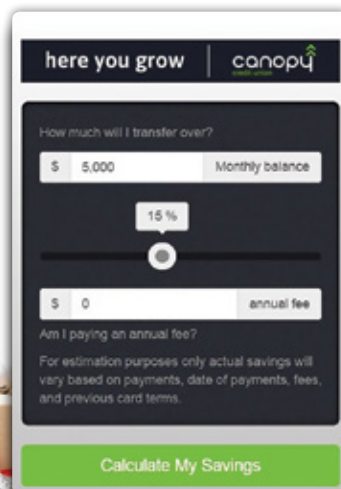 here you grow
canopy
credit union
How much will I transfer over?
$ 5,000 Monthly balance
15 %
$ 0 annual fee
Am I paying an annual fee?
For estimation purposes only actual savings will
vary based on payments, date of payments, fees,
and previous card terms.
Calculate My Savings